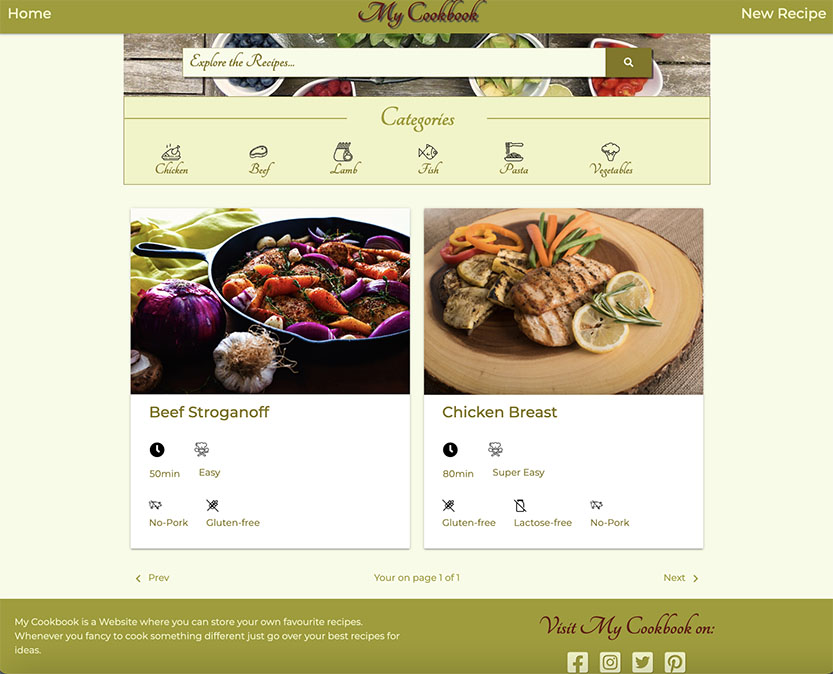 Home
My Cookbook
New Recipe
Explore the Recipes...
Categories
Chicken
Beef
Lamb
Fish
Pasta
Vegetables
Beef Stroganoff
50min
Easy
No-Pork
Gluten-free
Chicken Breast
80min
Super Easy
Gluten-free
Lactose-free
No-Pork
Prev
Your on page 1 of 1
Next
My Cookbook is a Website where you can store your own favourite recipes.
Whenever you fancy to cook something different just go over your best recipes for
ideas.
Visit My Cookbook on: